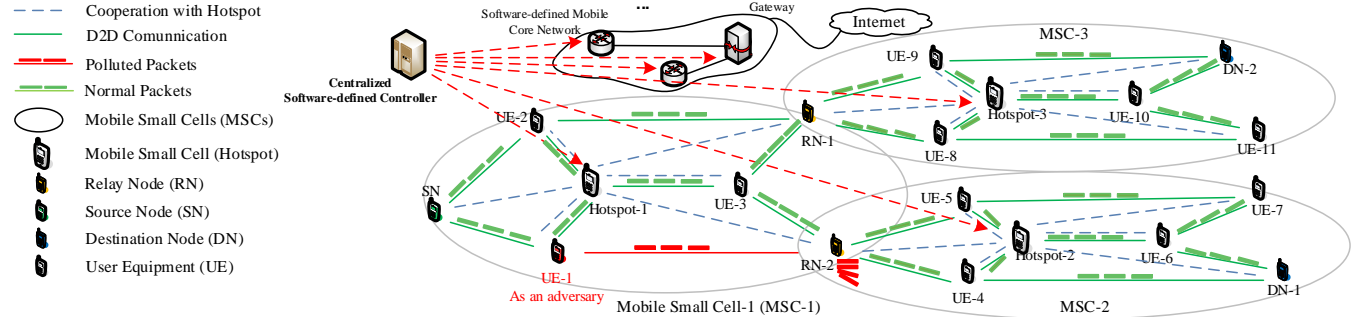 Cooperation with Hotspot
D2D Comunnication
Polluted Packets
Normal Packets
Mobile Small Cells (MSCs)
Mobile Small Cell (Hotspot)
Relay Node (RN)
Source Node (SN)
Destination Node (DN)
User Equipment (UE)
Centralized
Software-defined Controller
Software-defined Mobile
Core Network
...
Gateway
Internet
MSC-3
UE-9
DN-2
Hotspot-3
UE-10
UE-8
UE-11
RN-1
UE-2
SN
Hotspot-1
UE-3
UE-1
As an adversary
RN-2
Mobile Small Cell-1 (MSC-1)
UE-5
UE-7
Hotspot-2
UE-6
UE-4
DN-1
MSC-2